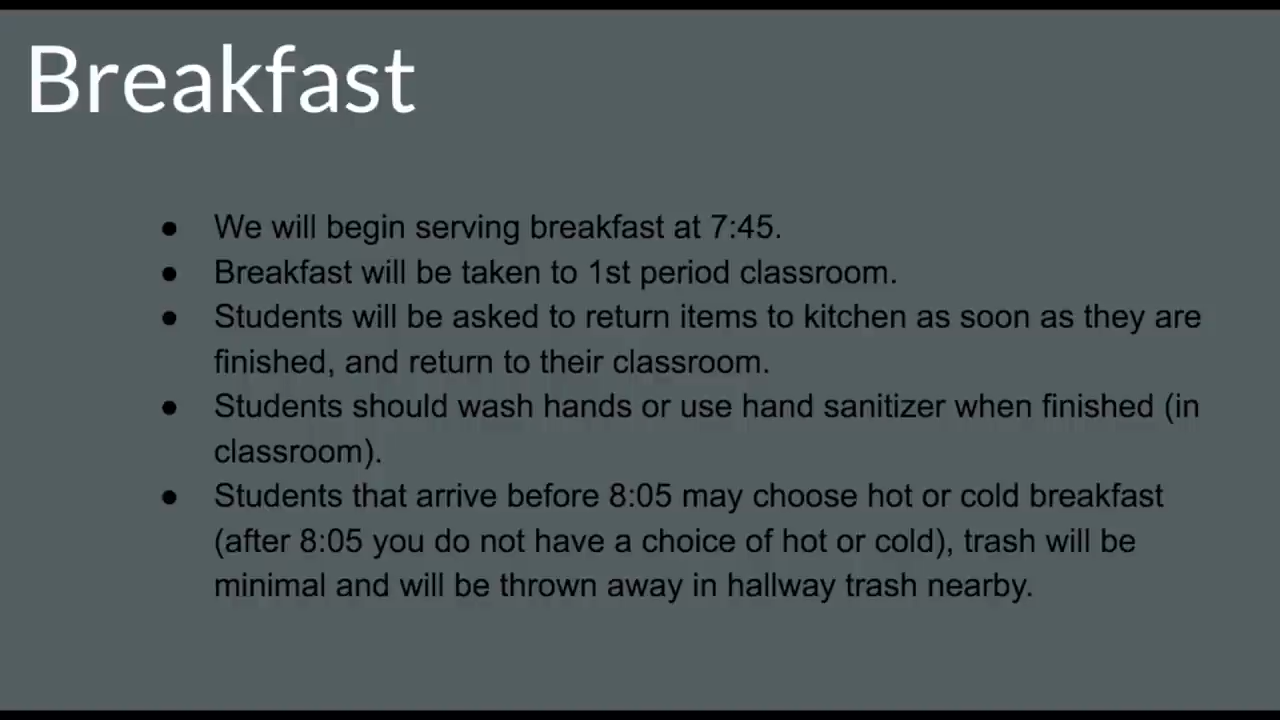 Breakfast
● We will begin serving breakfast at 7:45.
● Breakfast will be taken to 1st period classroom.
● Students will be asked to return items to kitchen as soon as they are
finished, and return to their classroom.
● Students should wash hands or use hand sanitizer when finished (in
classroom).
● Students that arrive before 8:05 may choose hot or cold breakfast
(after 8:05 you do not have a choice of hot or cold), trash will be
minimal and will be thrown away in hallway trash nearby.